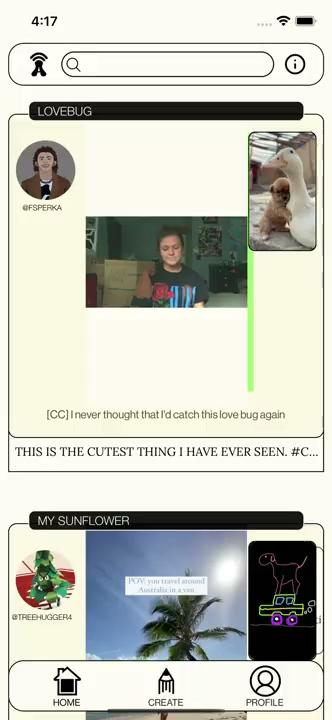 4:17
LOVEBUG
@FSPERKA
[CC] I never thought that I'd catch this love bug again
THIS IS THE CUTEST THING I HAVE EVER SEEN. #C...
MY SUNFLOWER
@TREEHUGGER4
POV: you travel around
Australia in a van
HOME
CREATE
PROFILE